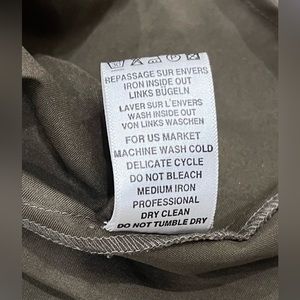 REPASSAGE SUR ENVERS
IRON INSIDE OUT
LINKS BÜGELN
LAVER SUR L'ENVERS
WASH INSIDE OUT
VON LINKS WASCHEN
FOR US MARKET
MACHINE WASH COLD
DELICATE CYCLE
DO NOT BLEACH
MEDIUM IRON
PROFESSIONAL
DRY CLEAN
DO NOT TUMBLE DRY